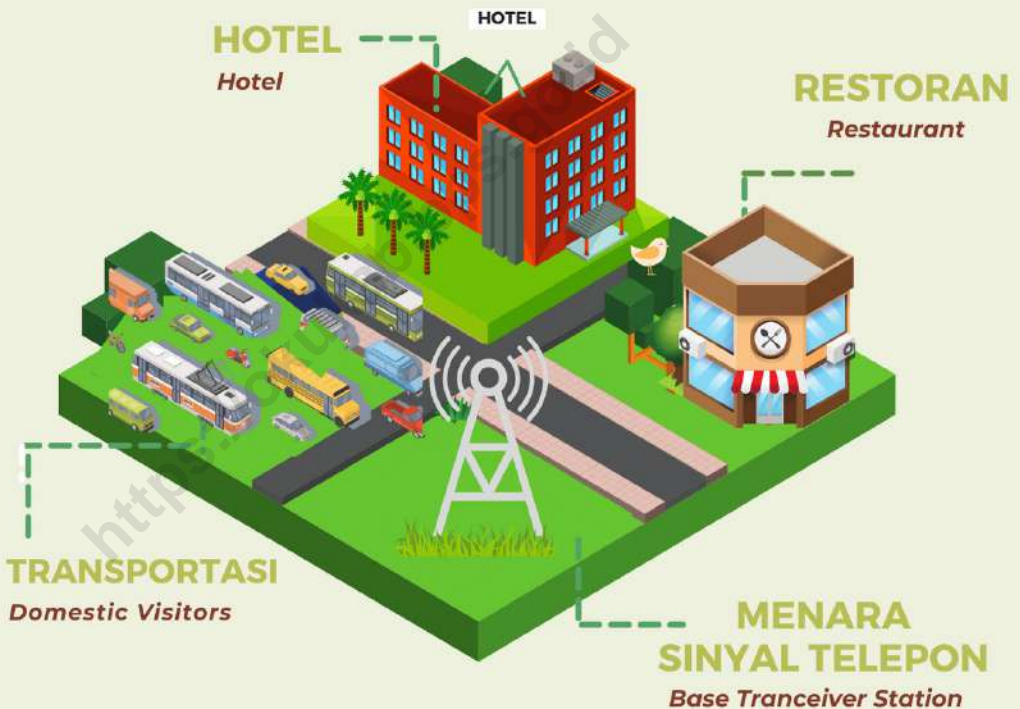 HOTEL
HOTEL
Hotel
RESTORAN
Restaurant
TRANSPORTASI
Domestic Visitors
MENARA
SINYAL TELEPON
Base Tranceiver Station